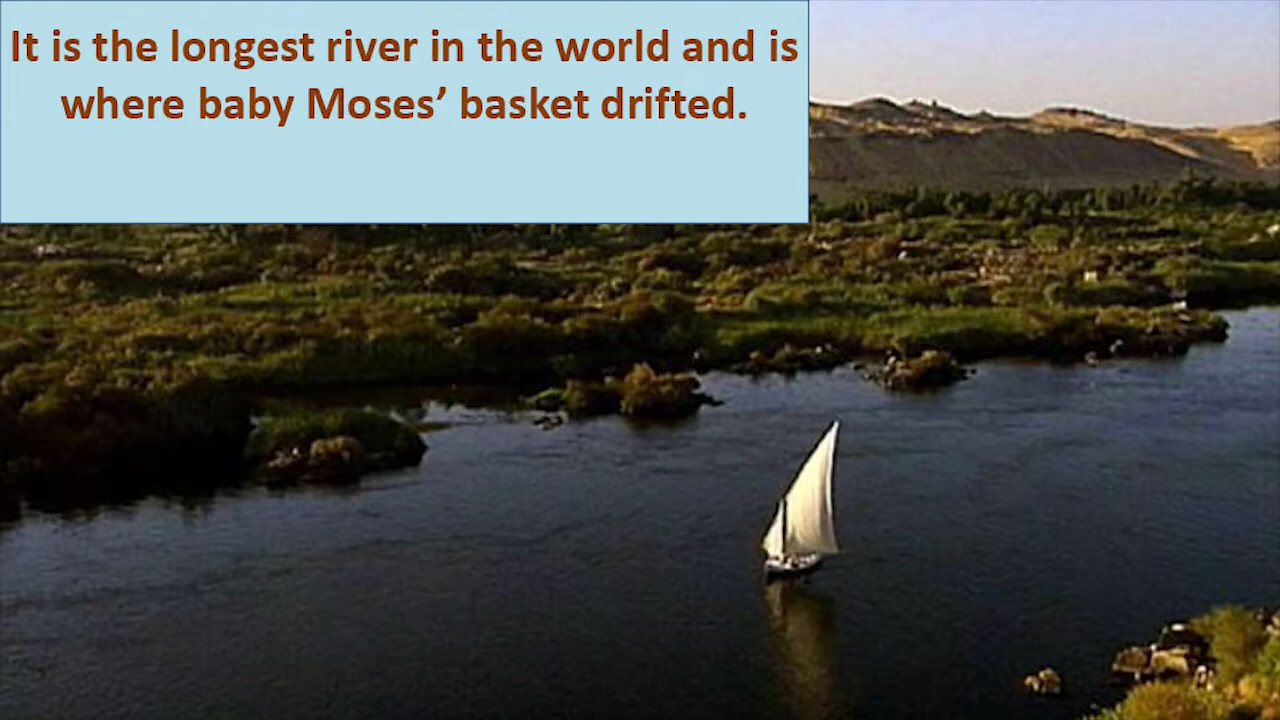 It is the longest river in the world and is
where baby Moses’ basket drifted.